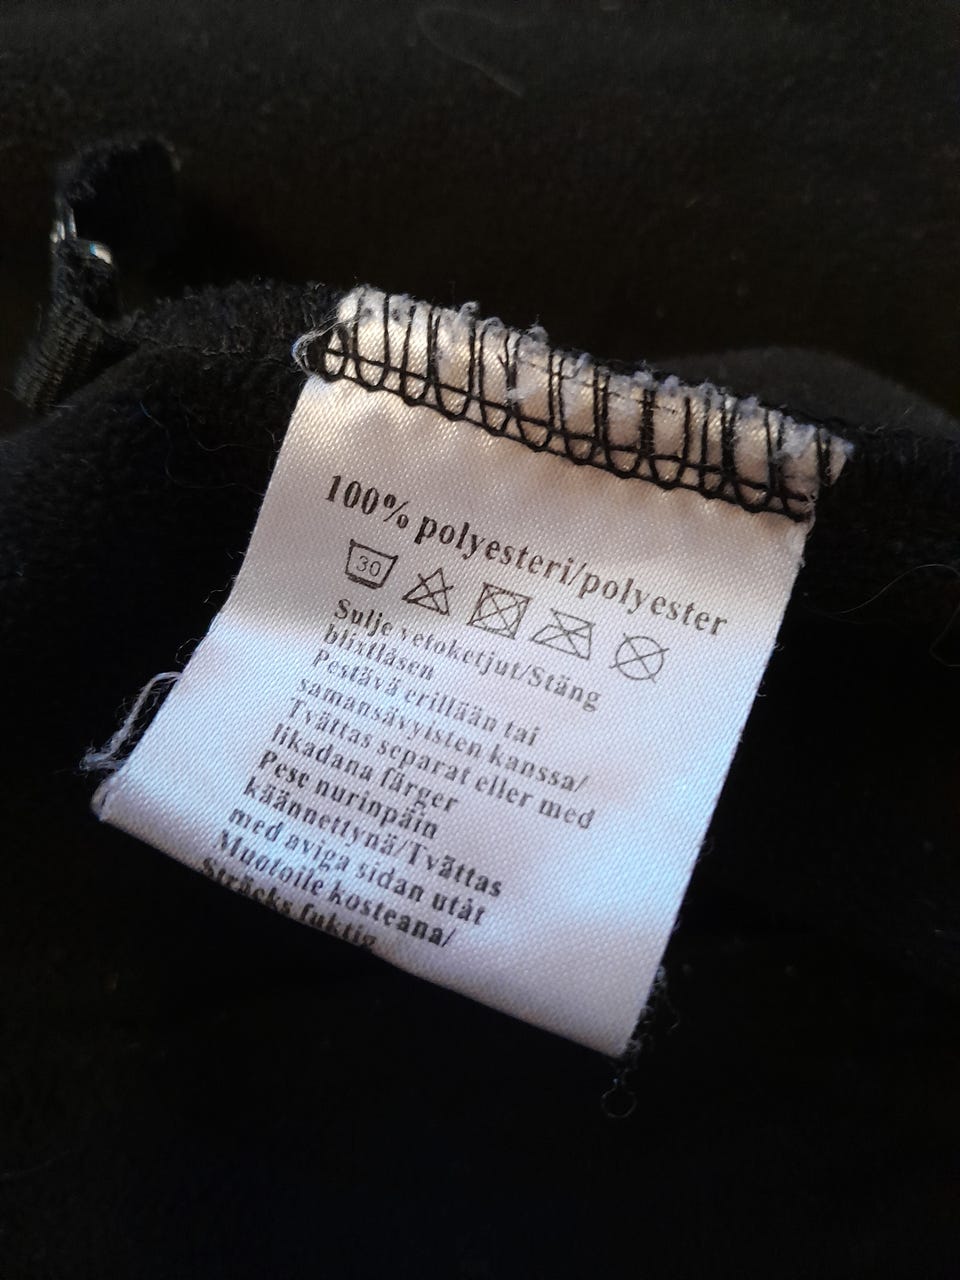 100% polyesteri/polyester
30
Sulje vetoketjut/Stäng
blixtlåsen
Pestävä erillään tai
samansävyisten kanssa/
Tvättas separat eller med
likadana färger
Pese nurinpäin
käännettynä/Tvättas
med aviga sidan utåt
Muotoile kosteana/
Sträcks fuktig